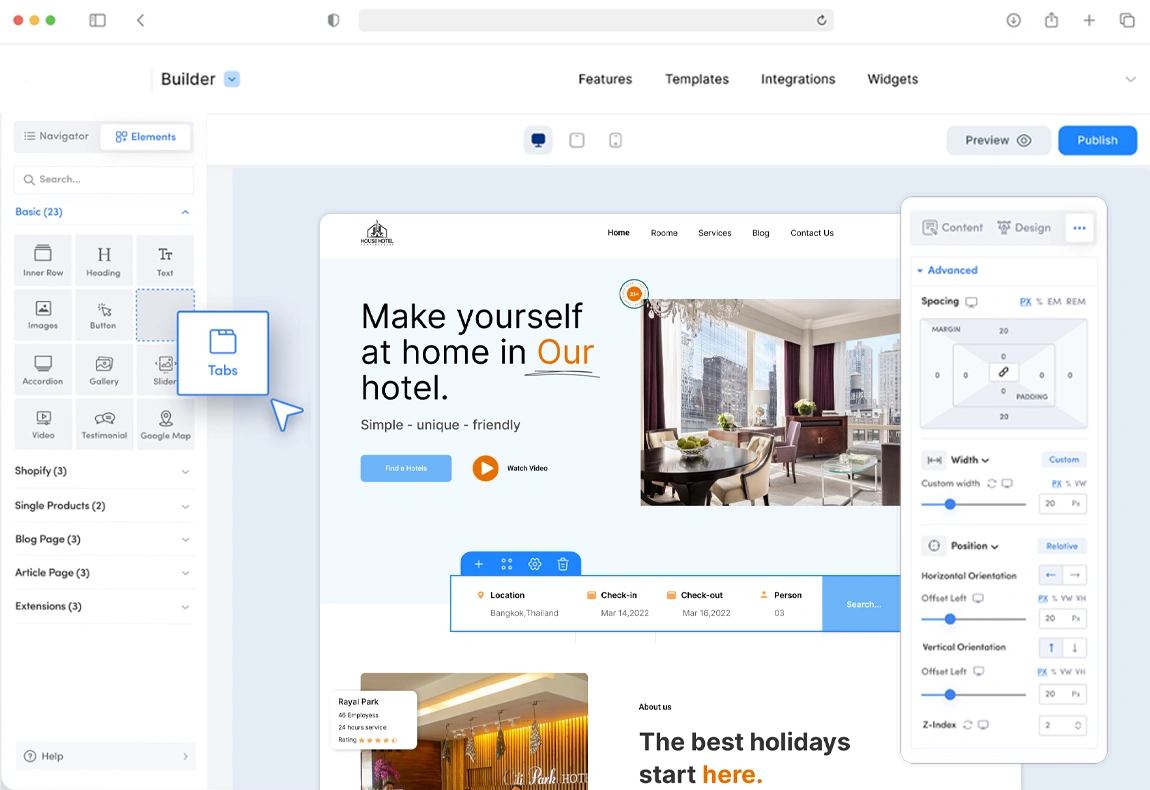 Builder
Features Templates Integrations Widgets
Navigator Elements
Preview Publish
Search...
Basic (23)
Inner Row Heading Text
Images Button
Tabs
Accordion Gallery Slider
Video Testimonial Google Map
Shopify (3)
Single Products (2)
Blog Page (3)
Article Page (3)
Extensions (3)
Help
HOUSE HOTEL
Home Roome Services Blog Contact Us
Make yourself
at home in Our
hotel.
Simple - unique - friendly
Find a Hotels Watch Video
Location Check-in Check-out Person
Bangkok,Thailand Mar 14,2022 Mar 16,2022 03
Search...
Rayal Park
46 Employess
24 hours service
Rating
Park HOT
About us
The best holidays
start here.
Content Design
Advanced
Spacing PX % EM REM
MARGIN 20
0
0 0 0 0
0 PADDING
20
Width Custom
Custom width PX % VW
20 Px
Position Relative
Horizontal Orientation
Offset Left PX % VW VH
20 Px
Vertical Orientation
Offset Left PX % VW VH
20 Px
Z-Index 2